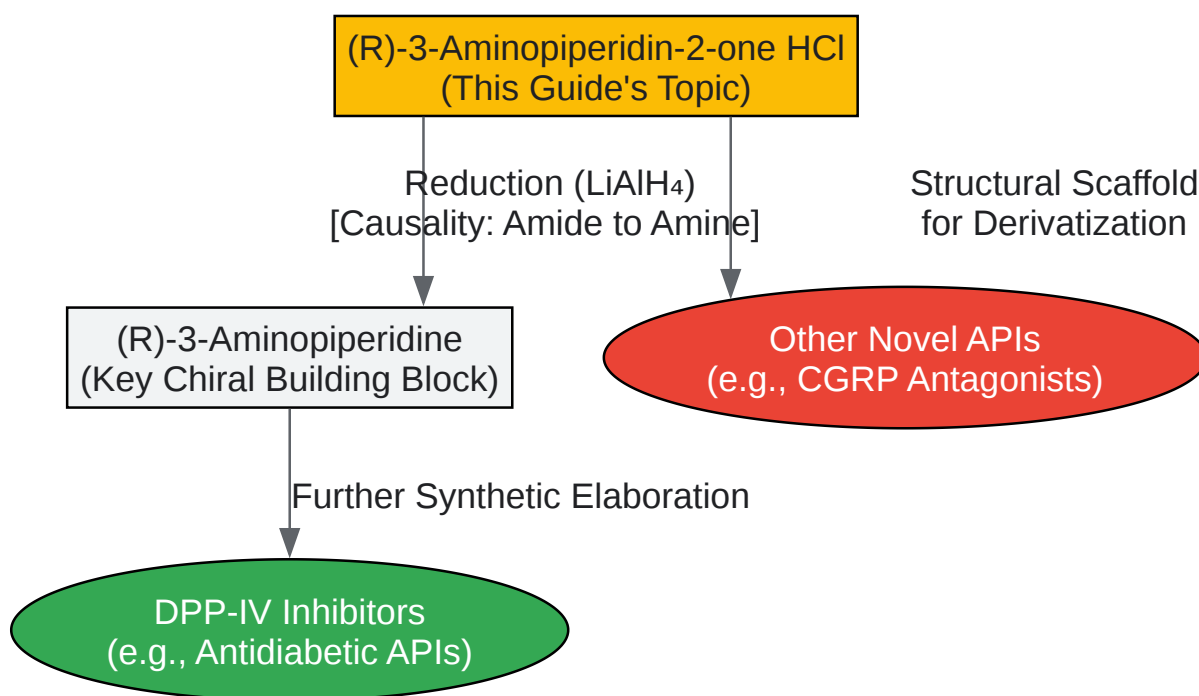 (R)-3-Aminopiperidin-2-one HCl
(This Guide's Topic)
Reduction (LiAlH₄)
[Causality: Amide to Amine]
Structural Scaffold
for Derivatization
(R)-3-Aminopiperidine
(Key Chiral Building Block)
Other Novel APIs
(e.g., CGRP Antagonists)
Further Synthetic Elaboration
DPP-IV Inhibitors
(e.g., Antidiabetic APIs)